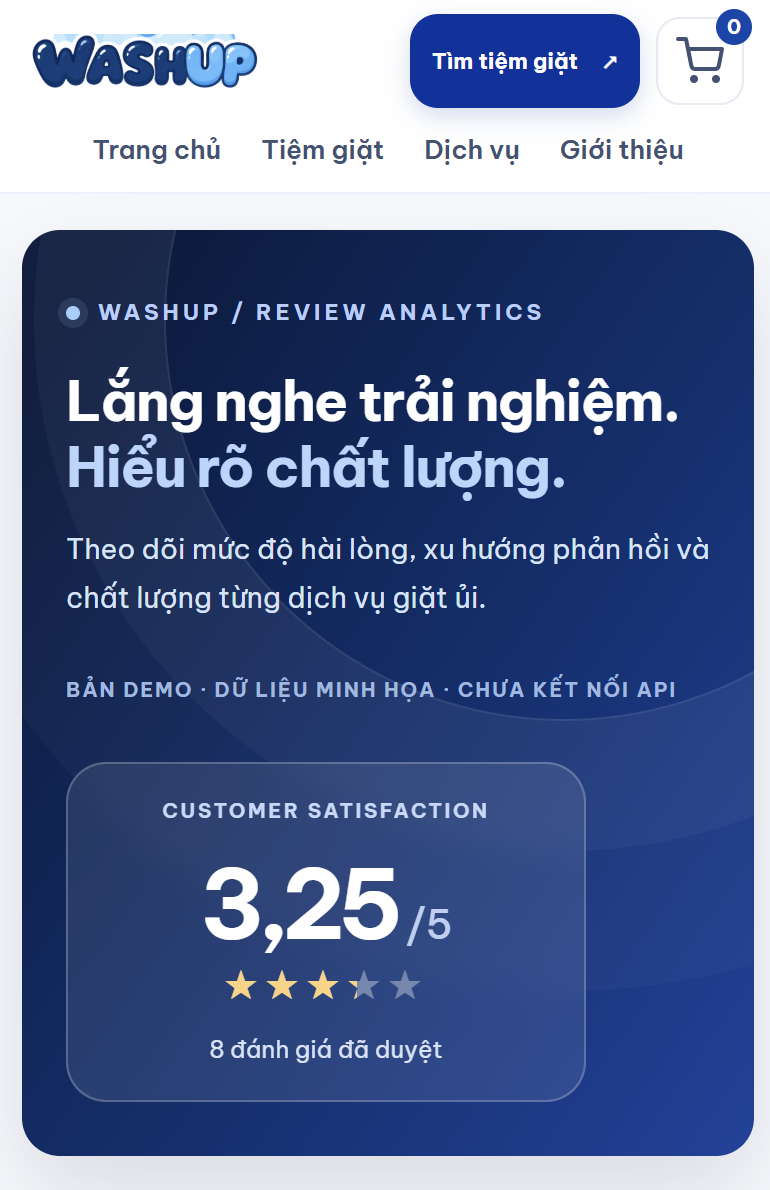 WASHUP
Tìm tiệm giặt ↗
0
Trang chủ Tiệm giặt Dịch vụ Giới thiệu
WASHUP / REVIEW ANALYTICS
Lắng nghe trải nghiệm.
Hiểu rõ chất lượng.
Theo dõi mức độ hài lòng, xu hướng phản hồi và
chất lượng từng dịch vụ giặt ủi.
BẢN DEMO · DỮ LIỆU MINH HỌA · CHƯA KẾT NỐI API
CUSTOMER SATISFACTION
3,25 /5
8 đánh giá đã duyệt